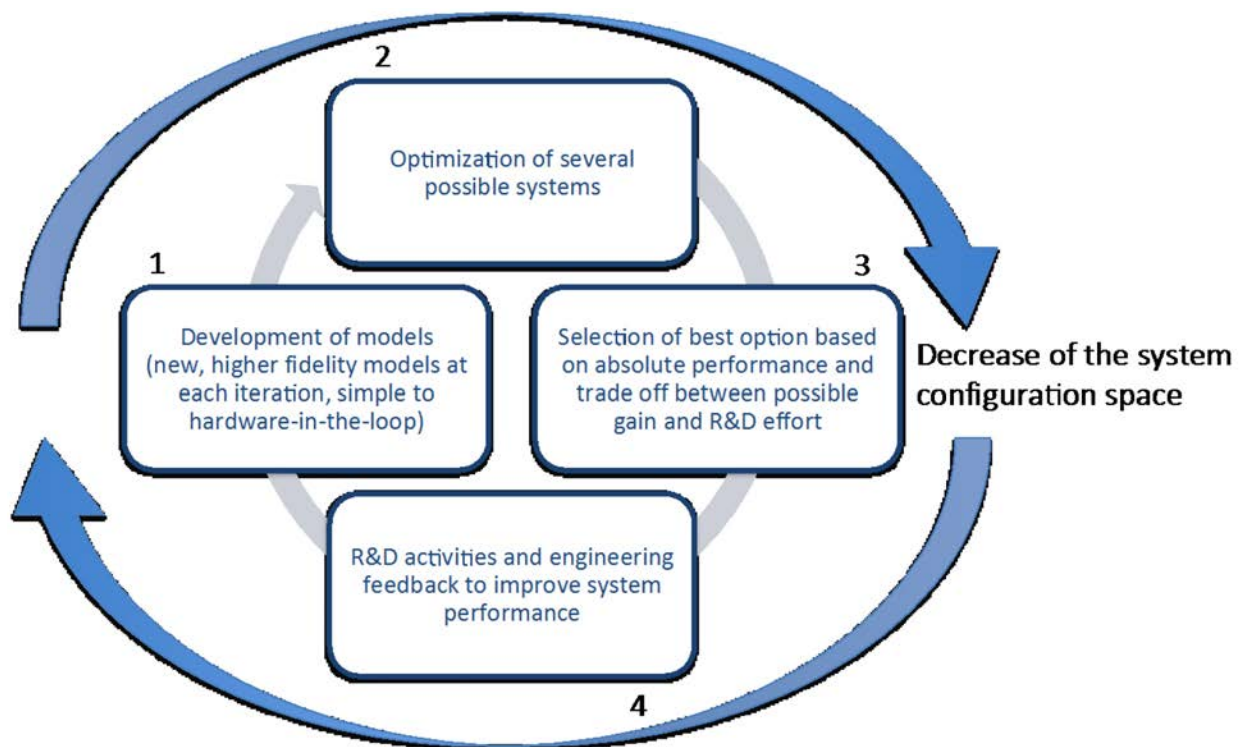 2
Optimization of several
possible systems
1
Development of models
(new, higher fidelity models at
each iteration, simple to
hardware-in-the-loop)
3
Selection of best option based
on absolute performance and
trade off between possible
gain and R&D effort
Decrease of the system
configuration space
R&D activities and engineering
feedback to improve system
performance
4